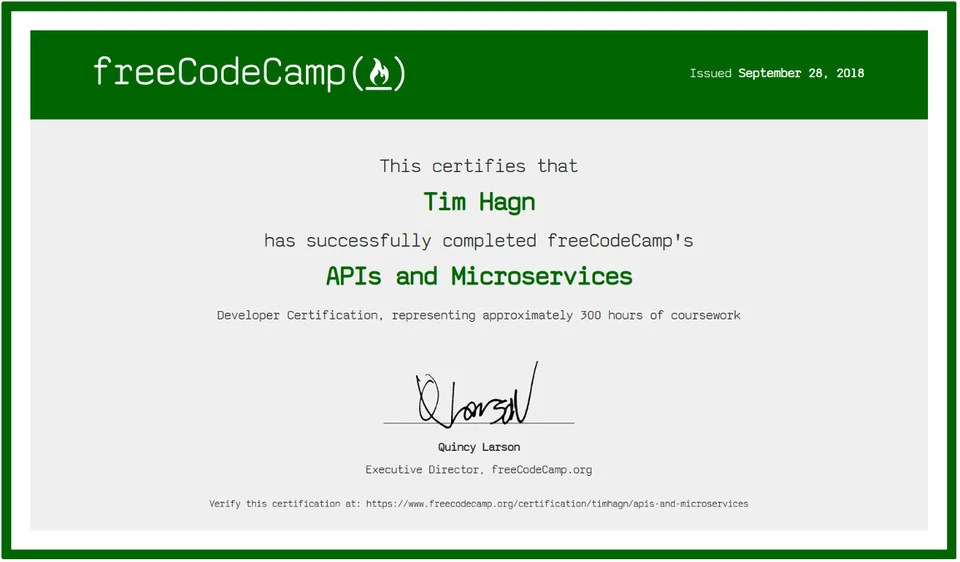 freeCodeCamp(🔥)
Issued September 28, 2018
This certifies that
Tim Hagn
has successfully completed freeCodeCamp's
APIs and Microservices
Developer Certification, representing approximately 300 hours of coursework
Q Larson
Quincy Larson
Executive Director, freeCodeCamp.org
Verify this certification at: https://www.freecodecamp.org/certification/timhagn/apis-and-microservices